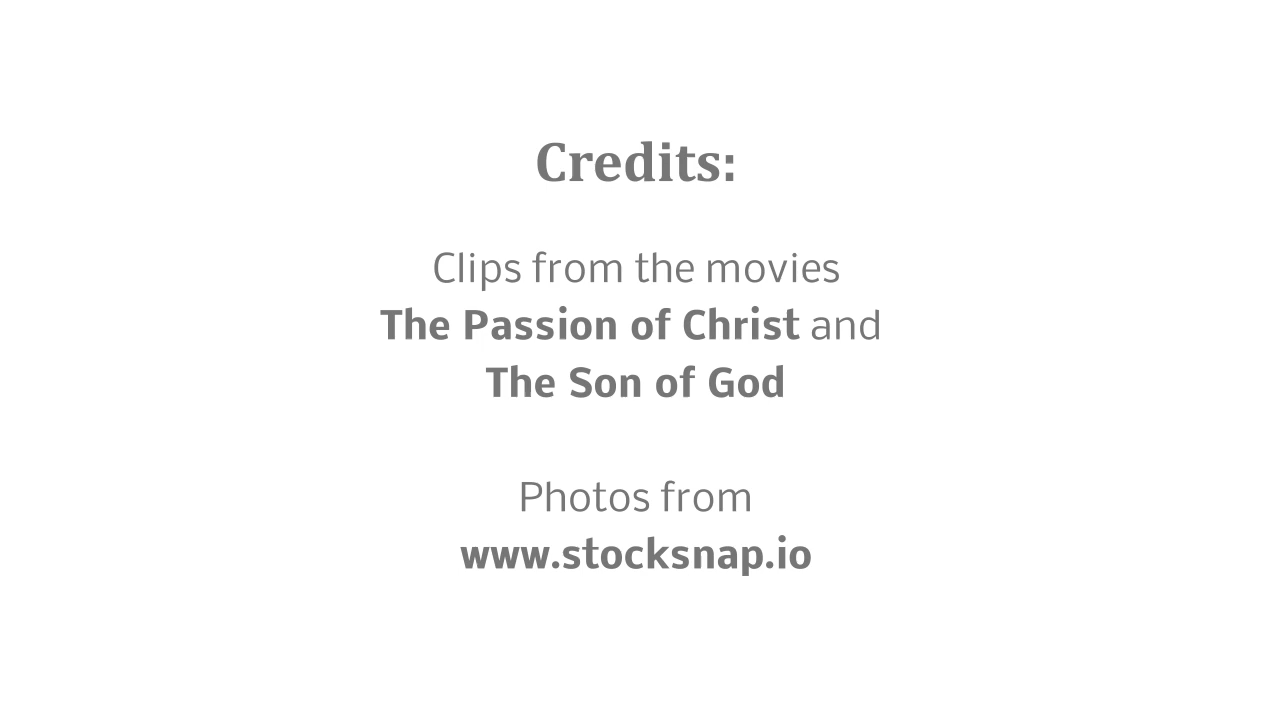 Credits:
Clips from the movies
The Passion of Christ and
The Son of God
Photos from
www.stocksnap.io